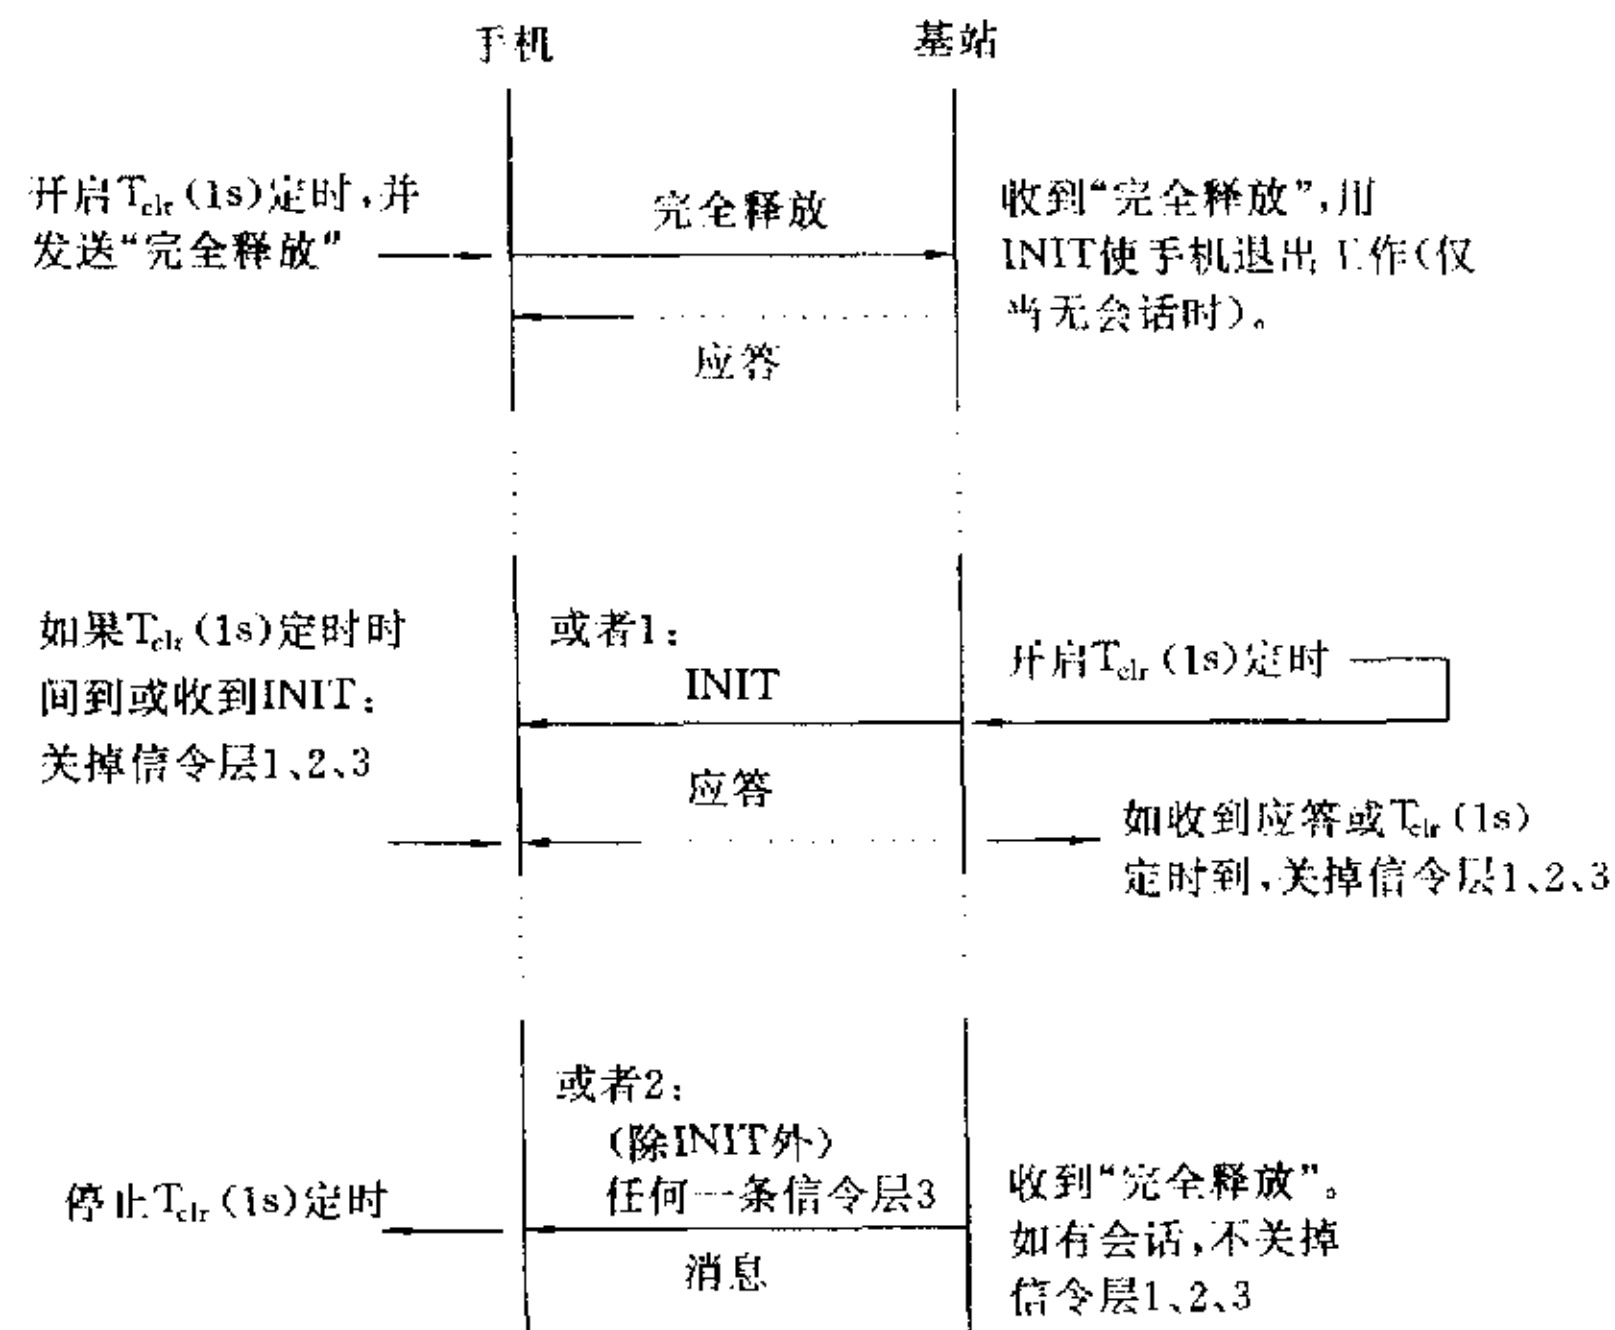 手机
基站
开启Tclr(1s)定时,并
发送“完全释放”
完全释放
收到“完全释放”,用
INIT使手机退出工作(仅
当无会话时)。
应答
如果Tclr(1s)定时时
间到或收到INIT:
关掉信令层1、2、3
或者1:
INIT
开启Tclr(1s)定时
应答
如收到应答或Tclr(1s)
定时到,关掉信令层1、2、3
或者2:
(除INIT外)
任何一条信令层3
消息
停止Tclr(1s)定时
收到“完全释放”。
如有会话,不关掉
信令层1、2、3